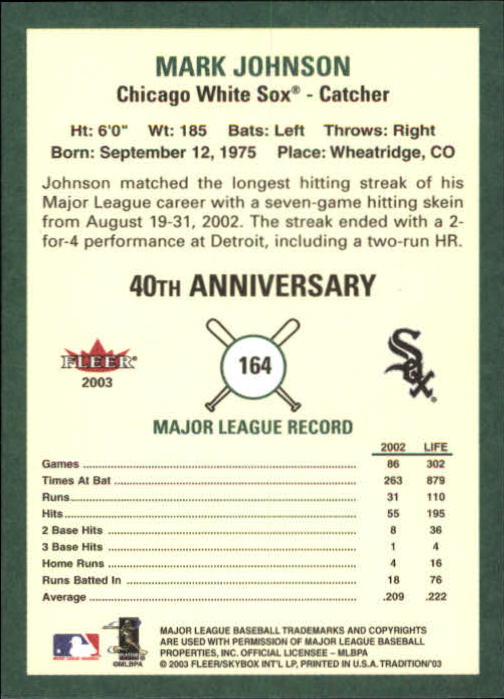 MARK JOHNSON
Chicago White Sox® - Catcher
Ht: 6'0" Wt: 185 Bats: Left Throws: Right
Born: September 12, 1975 Place: Wheatridge, CO
Johnson matched the longest hitting streak of his
Major League career with a seven-game hitting skein
from August 19-31, 2002. The streak ended with a 2-
for-4 performance at Detroit, including a two-run HR.
40TH ANNIVERSARY
FLEER®
2003
164
Sox®
MAJOR LEAGUE RECORD
2002 LIFE
Games 86 302
Times At Bat 263 879
Runs 31 110
Hits 55 195
2 Base Hits 8 36
3 Base Hits 1 4
Home Runs 4 16
Runs Batted In 18 76
Average .209 .222
©MLBPA
MAJOR LEAGUE BASEBALL TRADEMARKS AND COPYRIGHTS
ARE USED WITH PERMISSION OF MAJOR LEAGUE BASEBALL
PROPERTIES, INC. OFFICIAL LICENSEE – MLBPA
© 2003 FLEER/SKYBOX INT'L LP, PRINTED IN U.S.A. TRADITION'03